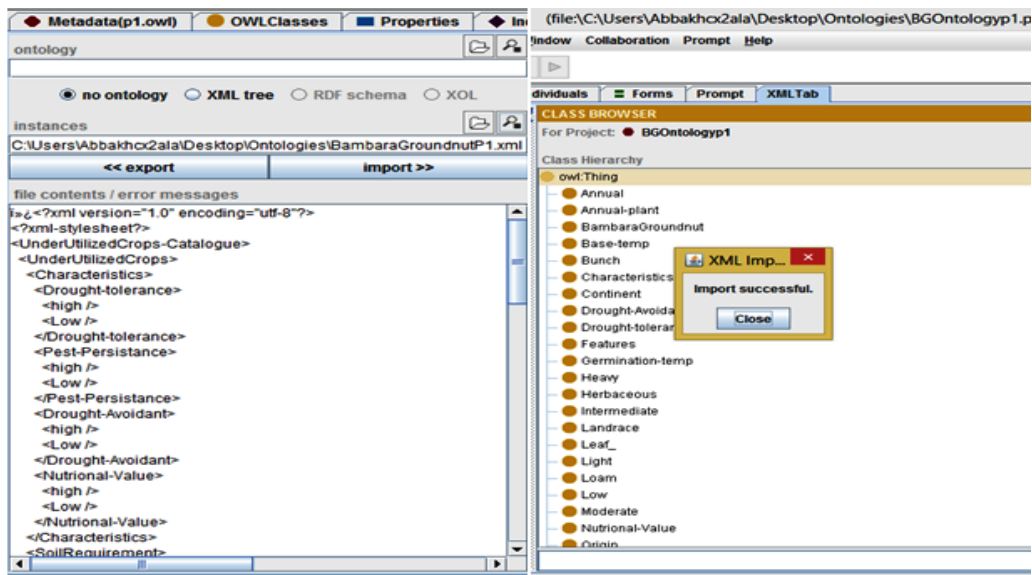 Metadata(p1.owl) OWLClasses Properties In
ontology
no ontology XML tree RDF schema XOL
instances
C:\Users\Abbakhcx2ala\Desktop\Ontologies\BambaraGroundnutP1.xml
<< export import >>
file contents / error messages
ï»¿<?xml version="1.0" encoding="utf-8"?>
<?xml-stylesheet?>
<UnderUtilizedCrops-Catalogue>
<UnderUtilizedCrops>
<Characteristics>
<Drought-tolerance>
<high />
<Low />
</Drought-tolerance>
<Pest-Persistance>
<high />
<Low />
</Pest-Persistance>
<Drought-Avoidant>
<high />
<Low />
</Drought-Avoidant>
<Nutrional-Value>
<high />
<Low />
</Nutrional-Value>
</Characteristics>
<SoilRequirement>
(file:\C:\Users\Abbakhcx2ala\Desktop\Ontologies\BGOntologyp1.p
indow Collaboration Prompt Help
dividuals Forms Prompt XMLTab
CLASS BROWSER
For Project: BGOntologyp1
Class Hierarchy
owl:Thing
Annual
Annual-plant
BambaraGroundnut
Base-temp
Bunch
Characteristics
Continent
Drought-Avoida
Drought-toleran
Features
Germination-temp
Heavy
Herbaceous
Intermediate
Landrace
Leaf_
Light
Loam
Low
Moderate
Nutrional-Value
Origin
XML Imp...
Import successful.
Close